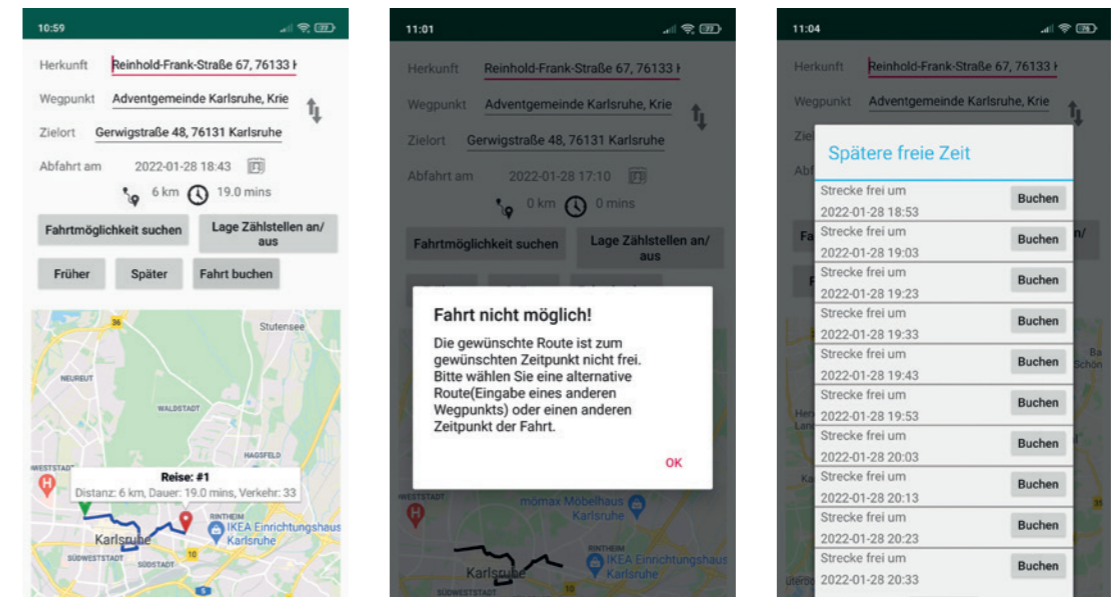 10:59
77
Herkunft Reinhold-Frank-Straße 67, 76133 K
Wegpunkt Adventgemeinde Karlsruhe, Krie
Zielort Gerwigstraße 48, 76131 Karlsruhe
Abfahrt am 2022-01-28 18:43
6 km 19.0 mins
Fahrtmöglichkeit suchen
Lage Zählstellen an/
aus
Früher
Später
Fahrt buchen
36
Stutensee
NEUREUT
WALDSTADT
HAGSFELD
WESTSTADT
Reise: #1
Distanz: 6 km, Dauer: 19.0 mins, Verkehr: 33
RINTHEIM
IKEA Einrichtungshaus
Karlsruhe
Karlsruhe
10
SÜDWESTSTADT
SÜDSTADT
5
11:01
77
Herkunft Reinhold-Frank-Straße 67, 76133 K
Wegpunkt Adventgemeinde Karlsruhe, Krie
Zielort Gerwigstraße 48, 76131 Karlsruhe
Abfahrt am 2022-01-28 17:10
0 km 0 mins
Fahrtmöglichkeit suchen
Lage Zählstellen an/
aus
Fahrt nicht möglich!
Die gewünschte Route ist zum
gewünschten Zeitpunkt nicht frei.
Bitte wählen Sie eine alternative
Route(Eingabe eines anderen
Wegpunkts) oder einen anderen
Zeitpunkt der Fahrt.
OK
WESTSTADT
mömax Möbelhaus
Karlsruhe
RINTHEIM
IKEA Einrichtungshaus
Karlsruhe
Karlsruhe
10
SÜDWESTSTADT
11:04
76
Herkunft Reinhold-Frank-Straße 67, 76133 K
Wegpunkt Adventgemeinde Karlsruhe, Krie
Spätere freie Zeit
Strecke frei um
2022-01-28 18:53
Buchen
Strecke frei um
2022-01-28 19:03
Buchen
Strecke frei um
2022-01-28 19:23
Buchen
Strecke frei um
2022-01-28 19:33
Buchen
Strecke frei um
2022-01-28 19:43
Buchen
Strecke frei um
2022-01-28 19:53
Buchen
Strecke frei um
2022-01-28 20:03
Buchen
Strecke frei um
2022-01-28 20:13
Buchen
Strecke frei um
2022-01-28 20:23
Buchen
Strecke frei um
2022-01-28 20:33
Buchen